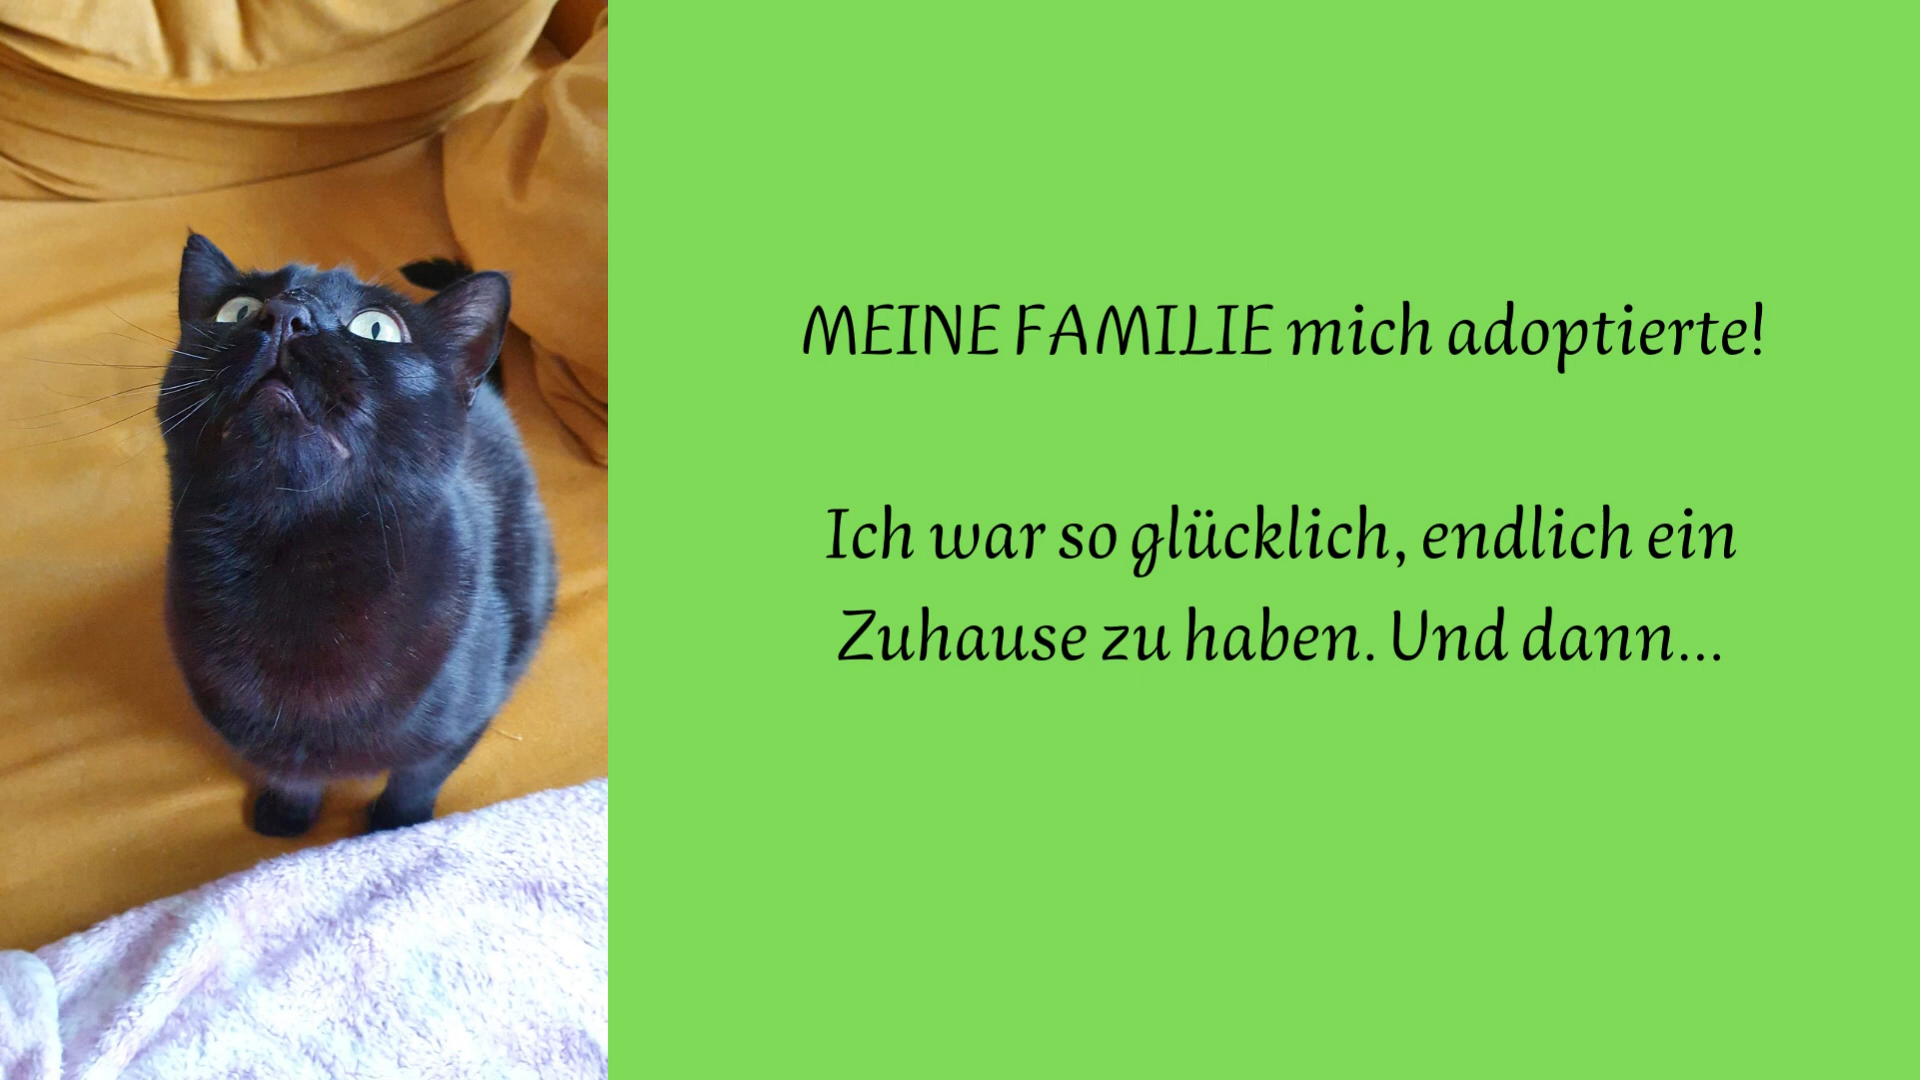 MEINE FAMILIE mich adoptierte!
Ich war so glücklich, endlich ein
Zuhause zu haben. Und dann...